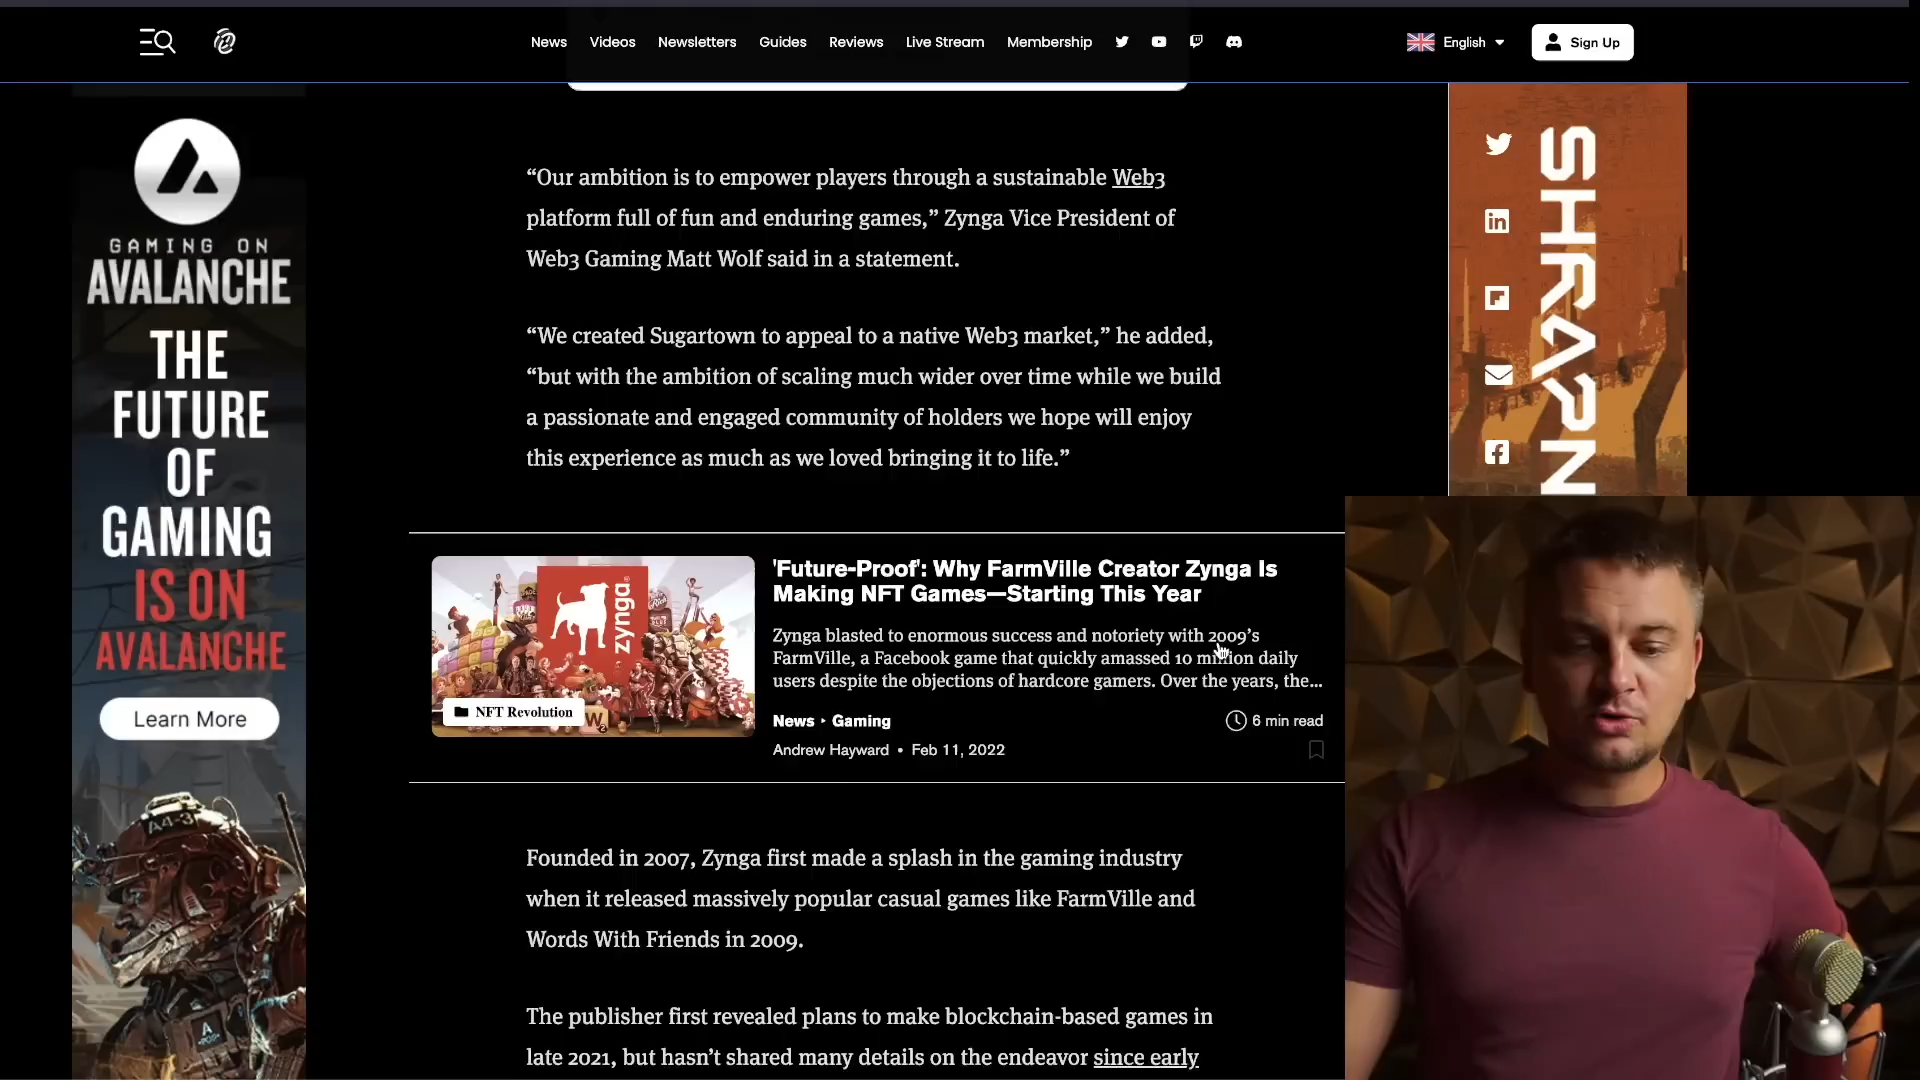 News Videos Newsletters Guides Reviews Live Stream Membership
English
Sign Up
GAMING ON
AVALANCHE
THE
FUTURE
OF
GAMING
IS ON
AVALANCHE
Learn More
A4-3
A
“Our ambition is to empower players through a sustainable Web3
platform full of fun and enduring games,” Zynga Vice President of
Web3 Gaming Matt Wolf said in a statement.
“We created Sugartown to appeal to a native Web3 market,” he added,
“but with the ambition of scaling much wider over time while we build
a passionate and engaged community of holders we hope will enjoy
this experience as much as we loved bringing it to life.”
zynga
NFT Revolution
'Future-Proof': Why FarmVille Creator Zynga Is
Making NFT Games—Starting This Year
Zynga blasted to enormous success and notoriety with 2009’s
FarmVille, a Facebook game that quickly amassed 10 million daily
users despite the objections of hardcore gamers. Over the years, the...
News ‣ Gaming
6 min read
Andrew Hayward • Feb 11, 2022
Founded in 2007, Zynga first made a splash in the gaming industry
when it released massively popular casual games like FarmVille and
Words With Friends in 2009.
The publisher first revealed plans to make blockchain-based games in
late 2021, but hasn’t shared many details on the endeavor since early
SHRAPN